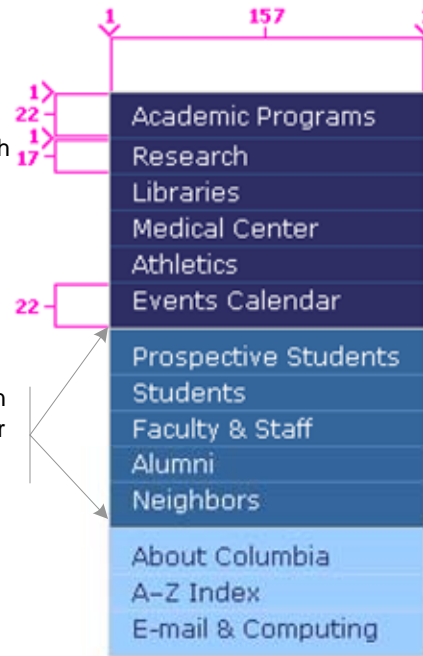 1 157 1
1
22
Academic Programs
1
h
17
Research
Libraries
Medical Center
Athletics
22
Events Calendar
Prospective Students
n
Students
r
Faculty & Staff
Alumni
Neighbors
About Columbia
A–Z Index
E-mail & Computing